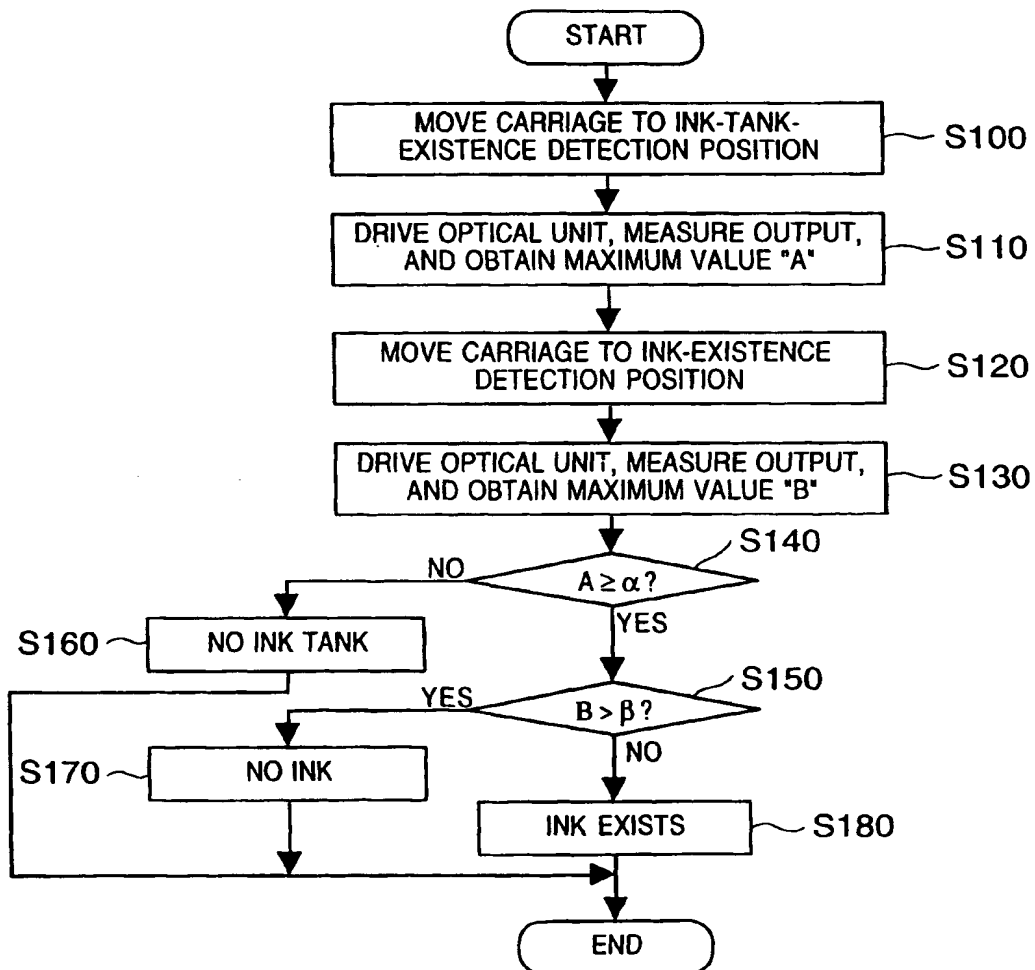 START
MOVE CARRIAGE TO INK-TANK-
EXISTENCE DETECTION POSITION
S100
DRIVE OPTICAL UNIT, MEASURE OUTPUT,
AND OBTAIN MAXIMUM VALUE "A"
S110
MOVE CARRIAGE TO INK-EXISTENCE
DETECTION POSITION
S120
DRIVE OPTICAL UNIT, MEASURE OUTPUT,
AND OBTAIN MAXIMUM VALUE "B"
S130
S140
A ≥ α?
NO
YES
S160
NO INK TANK
S150
B > β?
YES
NO
S170
NO INK
INK EXISTS
S180
END